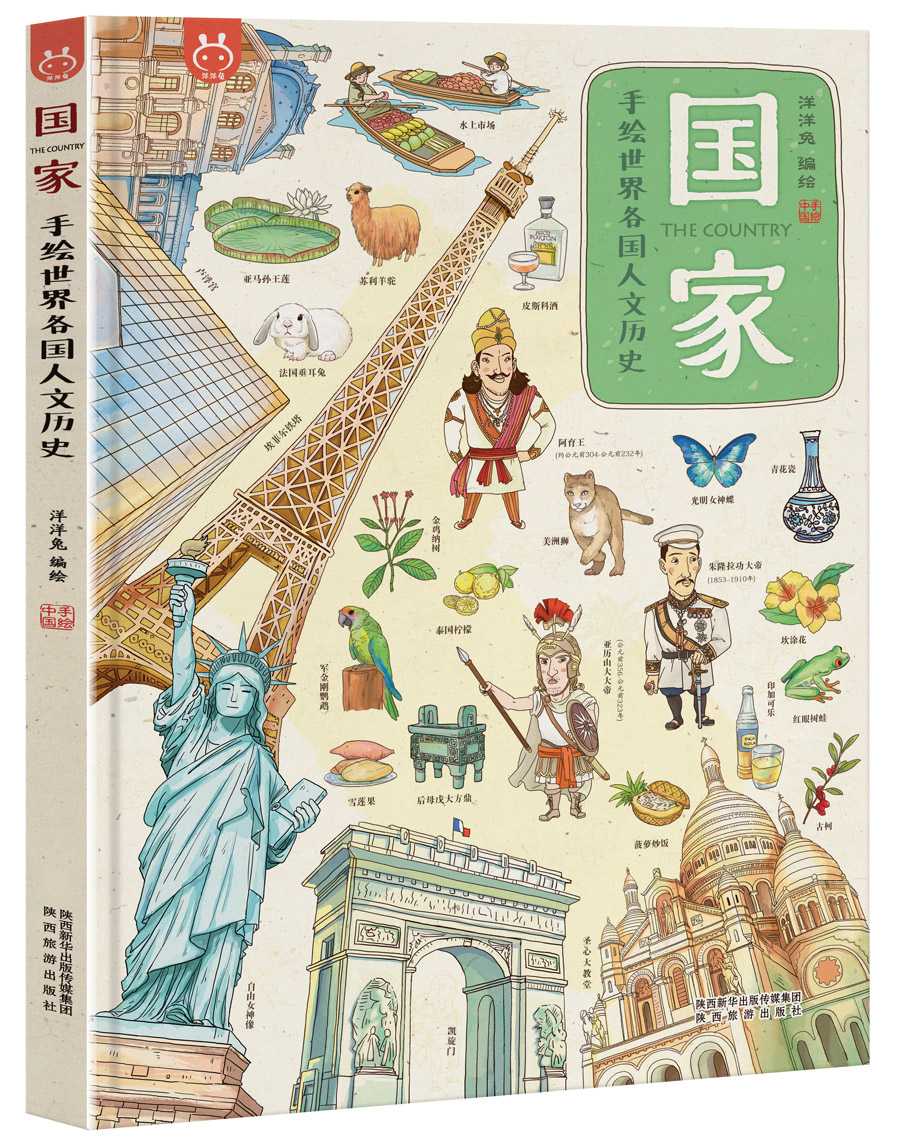 洋洋兔
国家
THE COUNTRY
手绘世界各国人文历史
洋洋兔 编绘
手绘
中国
陕西新华出版传媒集团
陕西旅游出版社
洋洋兔
国家
THE COUNTRY
手绘世界各国人文历史
洋洋兔 编绘
手绘
中国
水上市场
卢浮宫
亚马孙王莲
苏利羊驼
皮斯科酒
法国垂耳兔
埃菲尔铁塔
阿育王
(约公元前304-公元前232年)
光明女神蝶
青花瓷
美洲狮
金鸡纳树
朱隆拉功大帝
(1853-1910年)
泰国柠檬
坎涂花
亚历山大大帝
(公元前356-公元前323年)
军金刚鹦鹉
印加可乐
红眼树蛙
INCA
KOLA
雪莲果
后母戊大方鼎
菠萝炒饭
古柯
自由女神像
凯旋门
圣心大教堂
陕西新华出版传媒集团
陕西旅游出版社